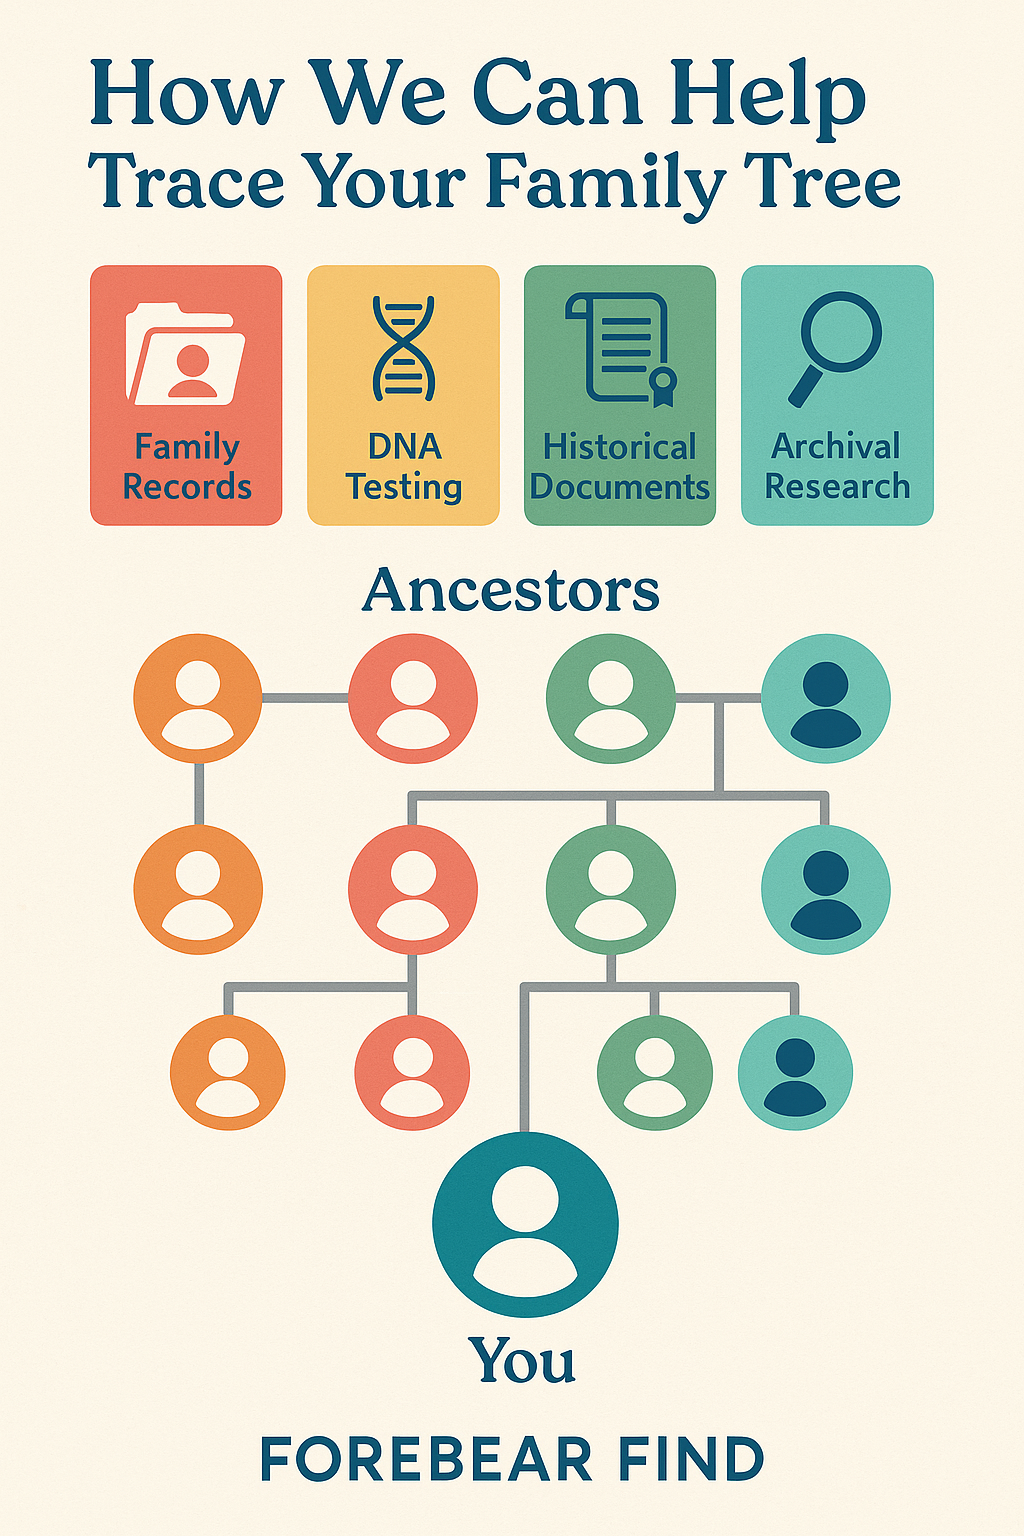 How We Can Help
Trace Your Family Tree
Family
Records
DNA
Testing
Historical
Documents
Archival
Research
Ancestors
You
FOREBEAR FIND